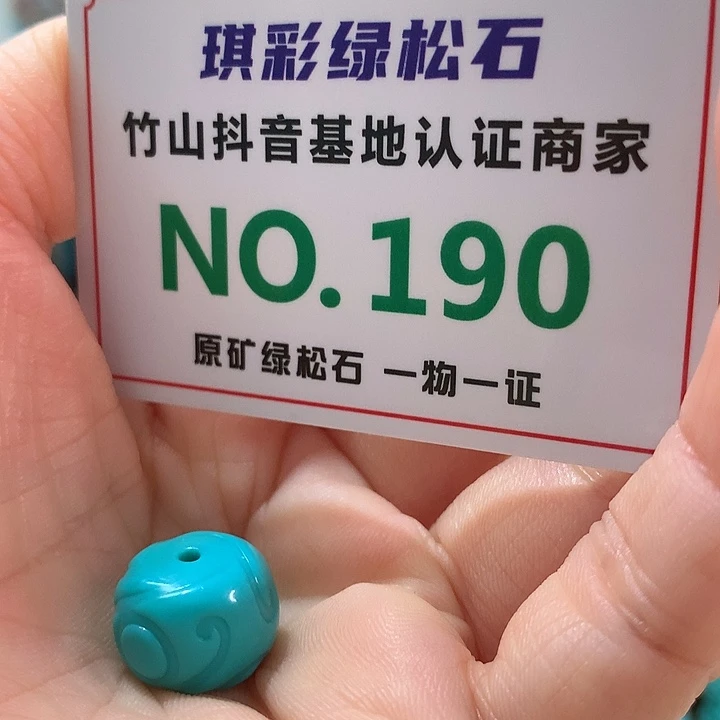 琪彩绿松石
竹山抖音基地认证商家
NO.190
原矿绿松石 一物一证